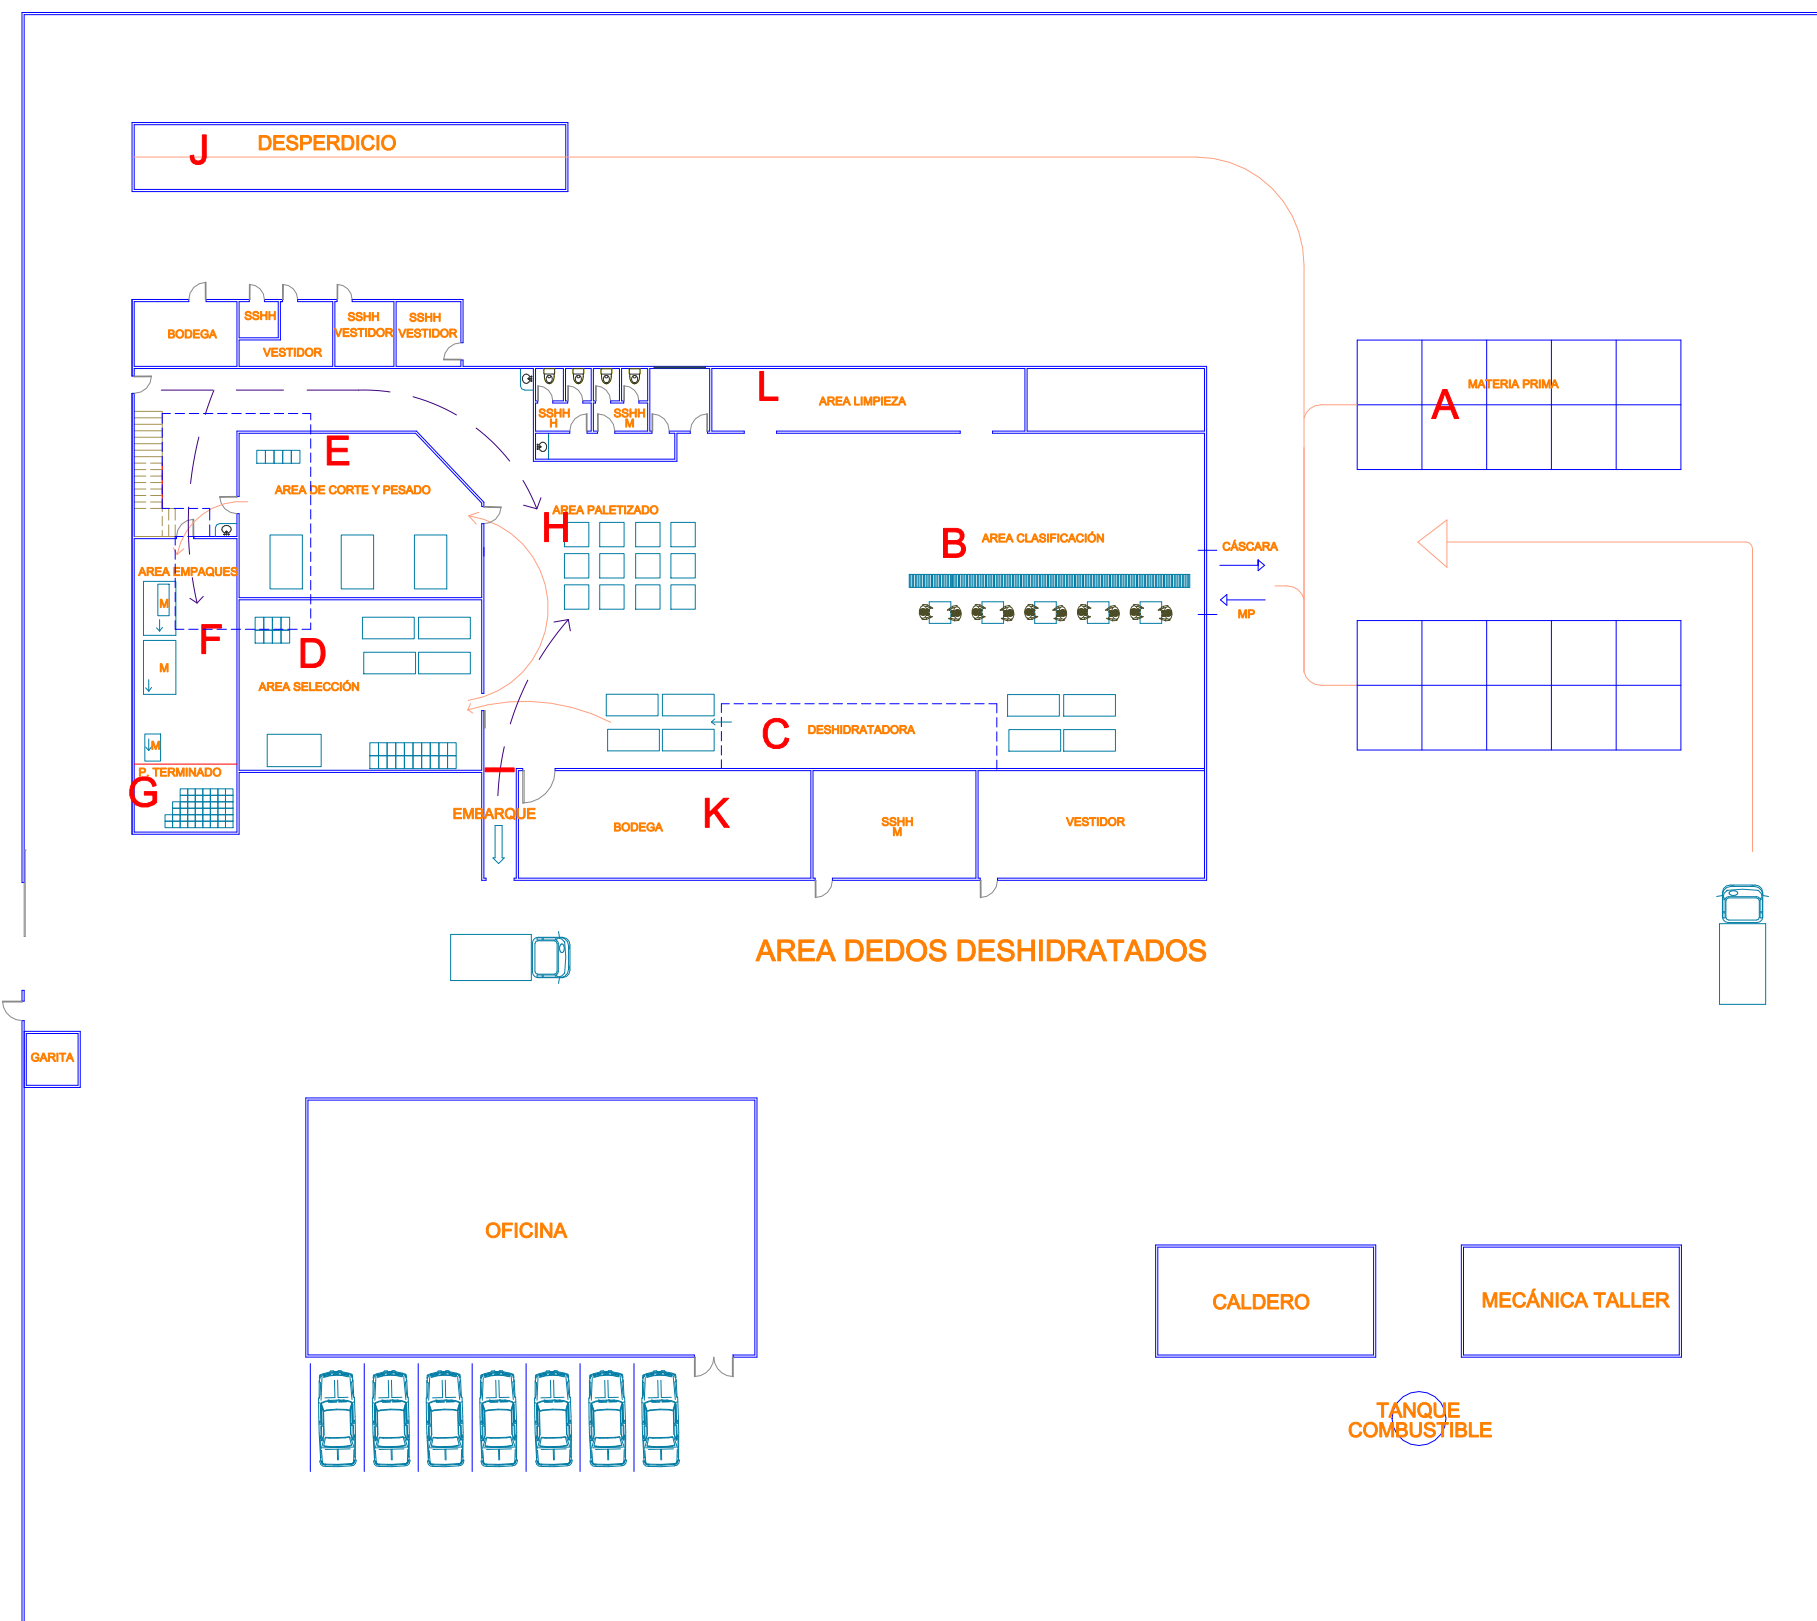 J
DESPERDICIO
BODEGA
SSHH
VESTIDOR
SSHH
VESTIDOR
SSHH
VESTIDOR
L
AREA LIMPIEZA
SSHH
H
SSHH
M
MATERIA PRIMA
A
E
AREA DE CORTE Y PESADO
H
AREA PALETIZADO
B
AREA CLASIFICACIÓN
CÁSCARA
MP
AREA EMPAQUES
M
F
M
M
D
AREA SELECCIÓN
C
DESHIDRATADORA
P. TERMINADO
G
EMBARQUE
K
BODEGA
SSHH
M
VESTIDOR
AREA DEDOS DESHIDRATADOS
GARITA
OFICINA
CALDERO
MECÁNICA TALLER
TANQUE
COMBUSTIBLE